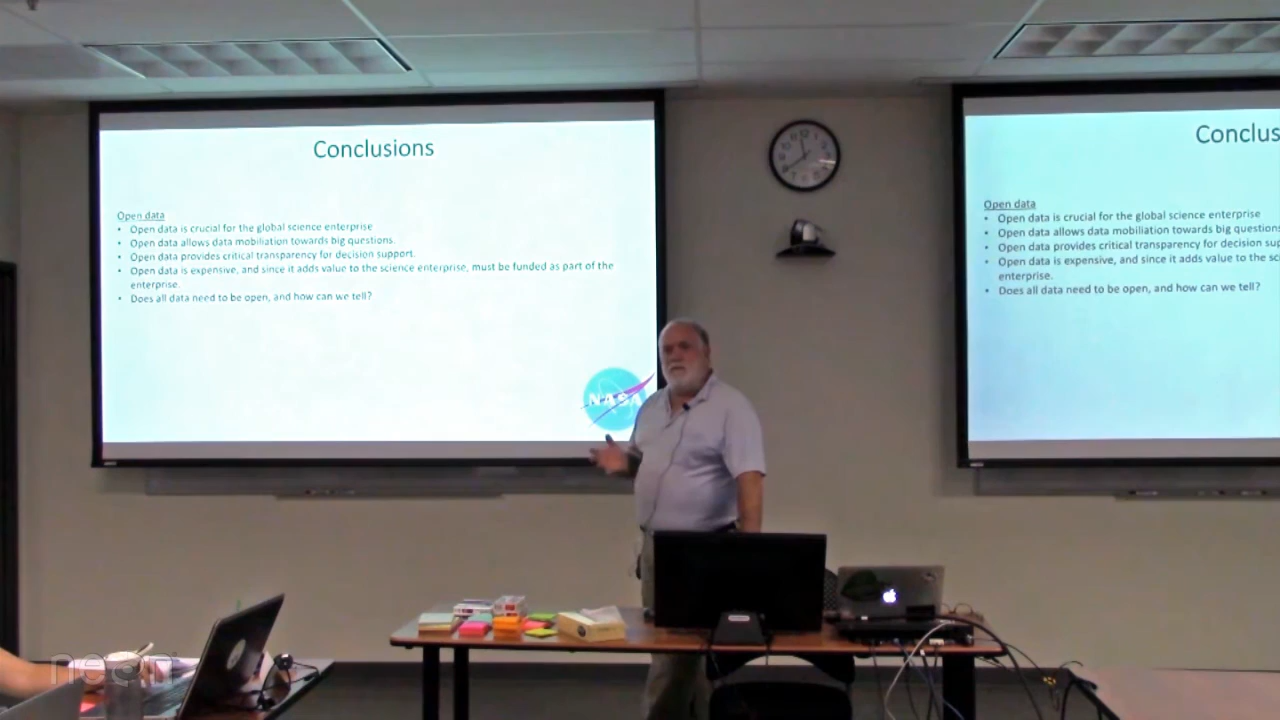 Conclusions
Open data
• Open data is crucial for the global science enterprise
• Open data allows data mobiliation towards big questions.
• Open data provides critical transparency for decision support.
• Open data is expensive, and since it adds value to the science enterprise, must be funded as part of the
enterprise.
• Does all data need to be open, and how can we tell?
NASA
Conclus
Open data
• Open data is crucial for the global science enterprise
• Open data allows data mobiliation towards big questions
• Open data provides critical transparency for decision sup
• Open data is expensive, and since it adds value to the sci
enterprise.
• Does all data need to be open, and how can we tell?
neon